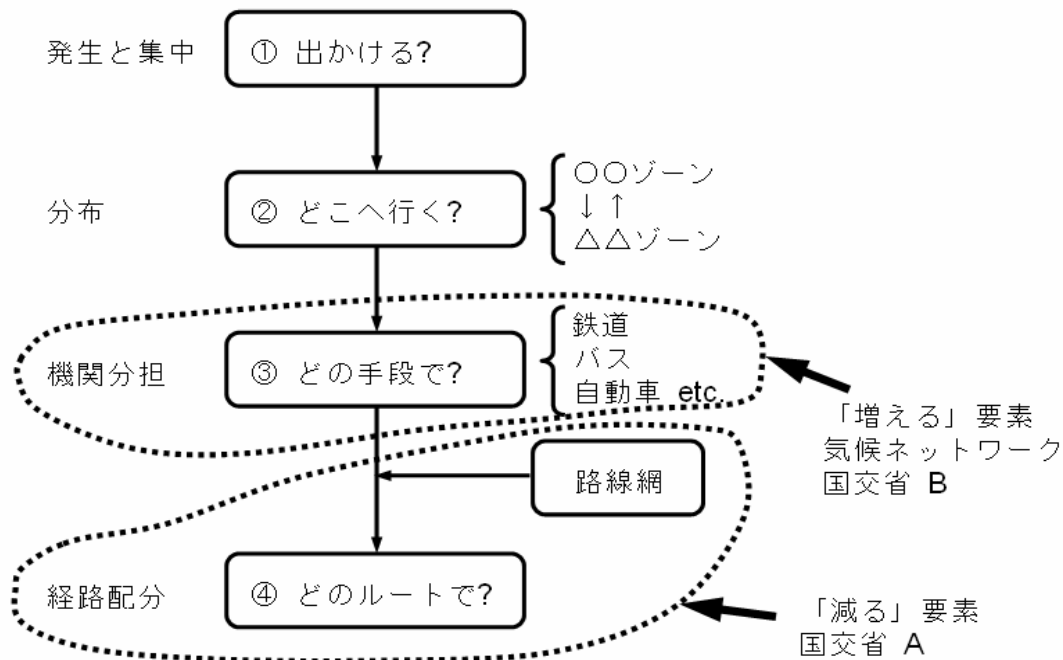 発生と集中
① 出かける?
分布
② どこへ行く?
○○ゾーン
↓ ↑
△△ゾーン
機関分担
③ どの手段で?
鉄道
バス
自動車 etc.
「増える」要素
気候ネットワーク
国交省 B
路線網
経路配分
④ どのルートで?
「減る」要素
国交省 A